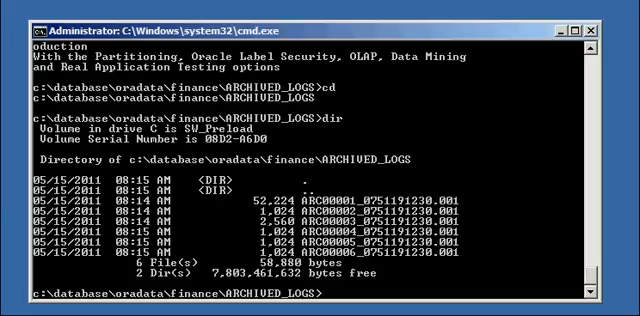 Administrator: C:\Windows\system32\cmd.exe
oduction
With the Partitioning, Oracle Label Security, OLAP, Data Mining
and Real Application Testing options
c:\database\oradata\finance\ARCHIVED_LOGS>cd
c:\database\oradata\finance\ARCHIVED_LOGS
c:\database\oradata\finance\ARCHIVED_LOGS>dir
 Volume in drive C is SW_Preload
 Volume Serial Number is 08D2-A6D0
 Directory of c:\database\oradata\finance\ARCHIVED_LOGS
05/15/2011  08:15 AM    <DIR>          .
05/15/2011  08:15 AM    <DIR>          ..
05/15/2011  08:14 AM            52,224 ARC00001_0751191230.001
05/15/2011  08:14 AM             1,024 ARC00002_0751191230.001
05/15/2011  08:14 AM             2,560 ARC00003_0751191230.001
05/15/2011  08:15 AM             1,024 ARC00004_0751191230.001
05/15/2011  08:15 AM             1,024 ARC00005_0751191230.001
05/15/2011  08:15 AM             1,024 ARC00006_0751191230.001
               6 File(s)         58,880 bytes
               2 Dir(s)   7,803,461,632 bytes free
c:\database\oradata\finance\ARCHIVED_LOGS>